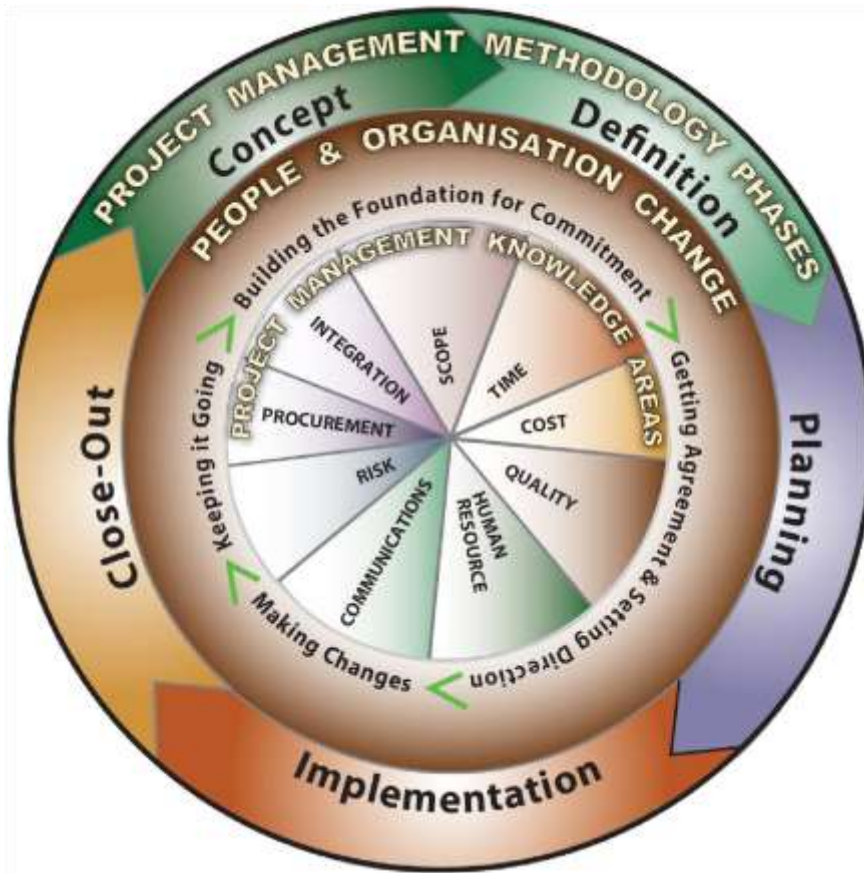 PROJECT MANAGEMENT METHODOLOGY PHASES
Concept
Definition
Planning
Implementation
Close-Out
PEOPLE & ORGANISATION CHANGE
Building the Foundation for Commitment
Getting Agreement & Setting Direction
Making Changes
Keeping it Going
PROJECT MANAGEMENT KNOWLEDGE AREAS
INTEGRATION
SCOPE
TIME
COST
QUALITY
HUMAN
RESOURCE
COMMUNICATIONS
RISK
PROCUREMENT